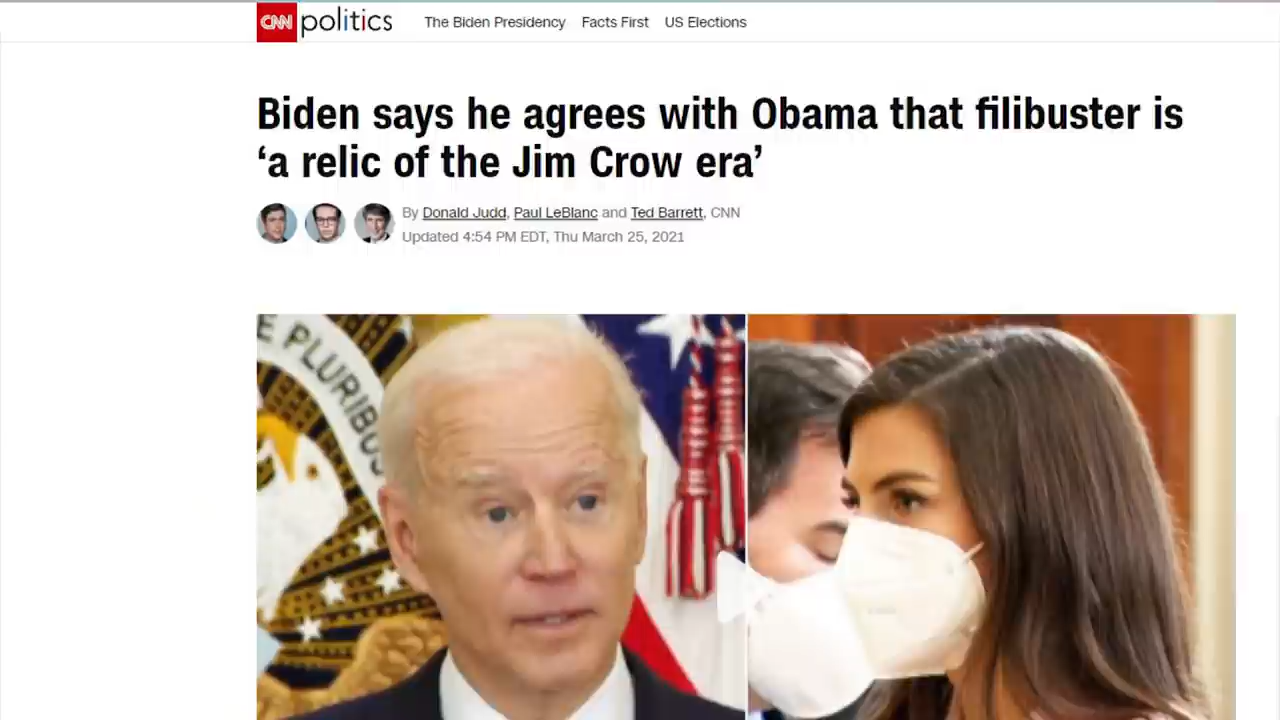 CNN politics The Biden Presidency Facts First US Elections
Biden says he agrees with Obama that filibuster is
‘a relic of the Jim Crow era’
By Donald Judd, Paul LeBlanc and Ted Barrett, CNN
Updated 4:54 PM EDT, Thu March 25, 2021
E PLURIBUS